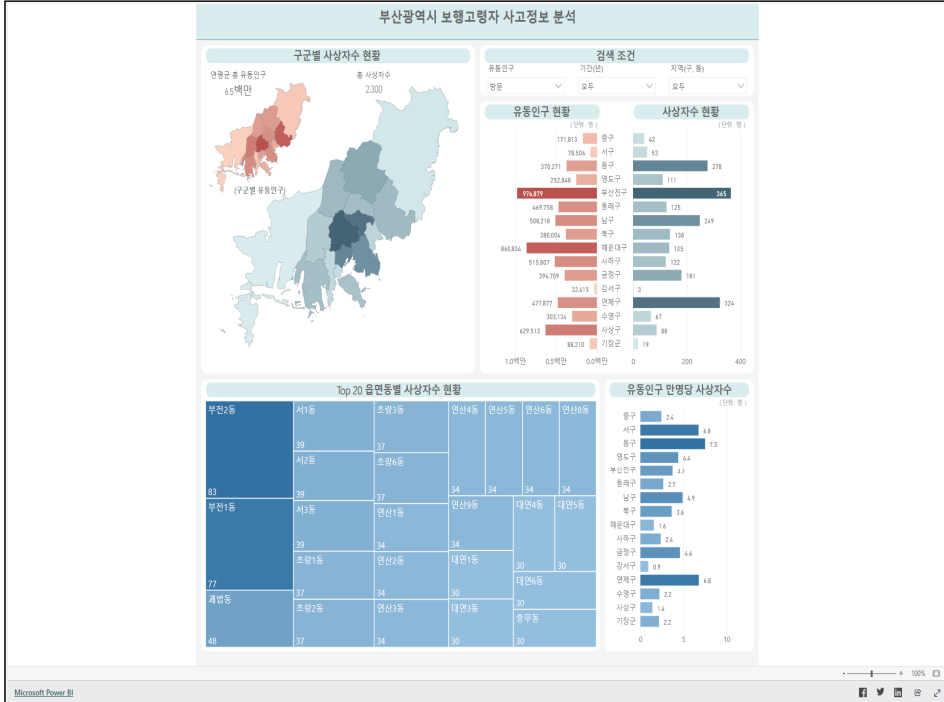 부산광역시 보행고령자 사고정보 분석
구군별 사상자수 현황
연평균 총 유동인구
6.5백만
총 사상자수
2,300
(구군별 유동인구)
검색 조건
유동인구 기간(년) 지역(구, 동)
방문 모두 모두
유동인구 현황 사상자수 현황
(단위 : 명) (단위 : 명)
171,813 중구 42
78,506 서구 53
370,271 동구 278
252,848 영도구 111
976,879 부산진구 365
469,758 동래구 125
508,218 남구 249
380,004 북구 138
860,834 해운대구 135
515,807 사하구 122
394,709 금정구 181
32,415 강서구 3
477,877 연제구 324
303,134 수영구 67
629,513 사상구 88
88,210 기장군 19
1.0백만 0.5백만 0.0백만 0 200 400
Top 20 읍면동별 사상자수 현황
부전2동
83
부전1동
77
괘법동
48
서1동
39
서2동
39
서3동
39
초량1동
37
초량2동
37
초량3동
37
초량6동
37
연산1동
34
연산2동
34
연산3동
34
연산4동
34
연산5동
34
연산6동
34
연산8동
34
연산9동
34
대연1동
30
대연3동
30
대연4동
30
대연5동
30
대연6동
30
충무동
30
유동인구 만명당 사상자수
(단위 : 명)
중구 2.4
서구 6.8
동구 7.5
영도구 4.4
부산진구 3.7
동래구 2.7
남구 4.9
북구 3.6
해운대구 1.6
사하구 2.4
금정구 4.6
강서구 0.9
연제구 6.8
수영구 2.2
사상구 1.4
기장군 2.2
0 5 10
- + 100%
Microsoft Power BI